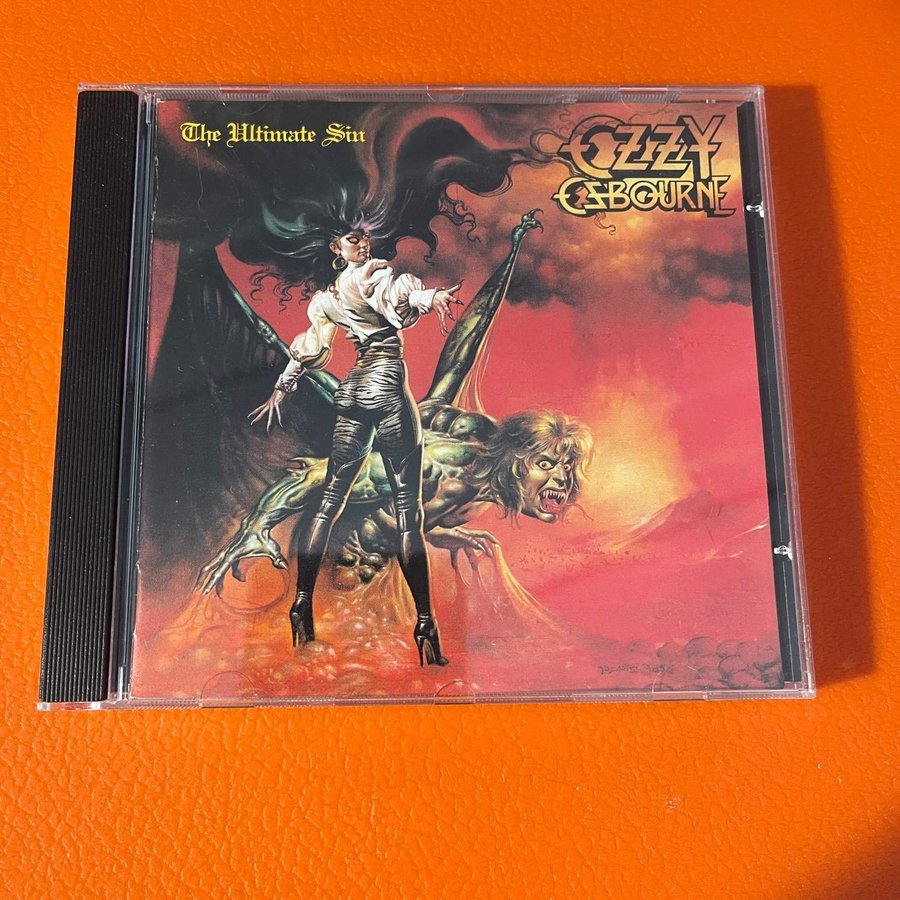 The Ultimate Sin
OZZY
OSBOURNE